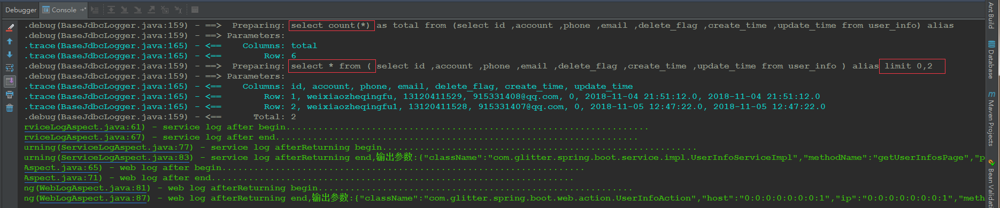 Debugger Console
.debug(BaseJdbcLogger.java:159) - ==>  Preparing: select count(*) as total from (select id ,account ,phone ,email ,delete_flag ,create_time ,update_time from user_info) alias
.debug(BaseJdbcLogger.java:159) - ==> Parameters:
.trace(BaseJdbcLogger.java:165) - <==    Columns: total
.trace(BaseJdbcLogger.java:165) - <==        Row: 6
.debug(BaseJdbcLogger.java:159) - ==>  Preparing: select * from ( select id ,account ,phone ,email ,delete_flag ,create_time ,update_time from user_info ) alias limit 0,2
.debug(BaseJdbcLogger.java:159) - ==> Parameters:
.trace(BaseJdbcLogger.java:165) - <==    Columns: id, account, phone, email, delete_flag, create_time, update_time
.trace(BaseJdbcLogger.java:165) - <==        Row: 1, weixiaozheqingfu, 13120411529, 915331408@qq.com, 0, 2018-11-04 21:51:12.0, 2018-11-04 21:51:12.0
.trace(BaseJdbcLogger.java:165) - <==        Row: 2, weixiaozheqingfu1, 13120411528, 915331407@qq.com, 0, 2018-11-05 12:47:22.0, 2018-11-05 12:47:22.0
.debug(BaseJdbcLogger.java:159) - <==      Total: 2
rviceLogAspect.java:61) - service log after begin....................................................................
rviceLogAspect.java:67) - service log after end....................................................................
urning(ServiceLogAspect.java:77) - service log afterReturning begin...........................................................
urning(ServiceLogAspect.java:83) - service log afterReturning end,输出参数:{"className":"com.glitter.spring.boot.service.impl.UserInfoServiceImpl","methodName":"getUserInfosPage","p
Aspect.java:65) - web log after begin....................................................................
Aspect.java:71) - web log after end....................................................................
ng(WebLogAspect.java:81) - web log afterReturning begin...........................................................
ng(WebLogAspect.java:87) - web log afterReturning end,输出参数:{"className":"com.glitter.spring.boot.web.action.UserInfoAction","host":"0:0:0:0:0:0:0:1","ip":"0:0:0:0:0:0:0:1","meth
Ant Build
Database
Maven Projects
Bean Validati